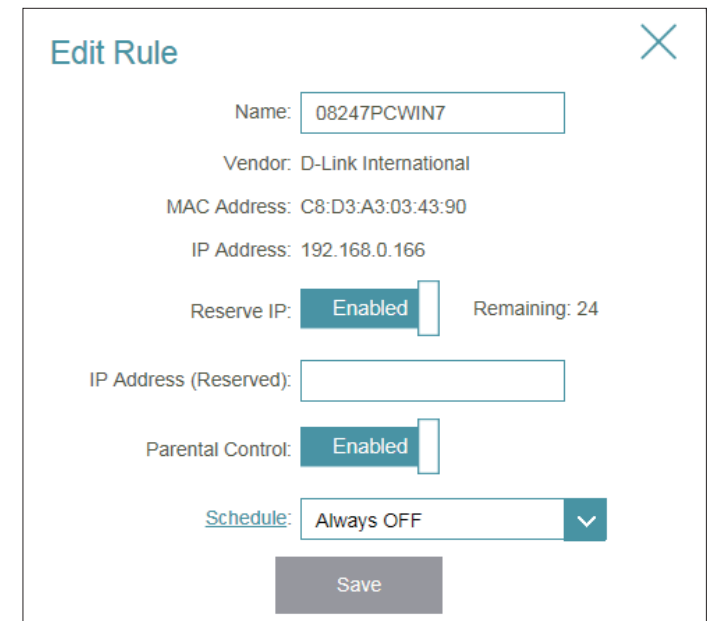 Edit Rule
Name: 08247PCWIN7
Vendor: D-Link International
MAC Address: C8:D3:A3:03:43:90
IP Address: 192.168.0.166
Reserve IP: Enabled Remaining: 24
IP Address (Reserved):
Parental Control: Enabled
Schedule: Always OFF
Save